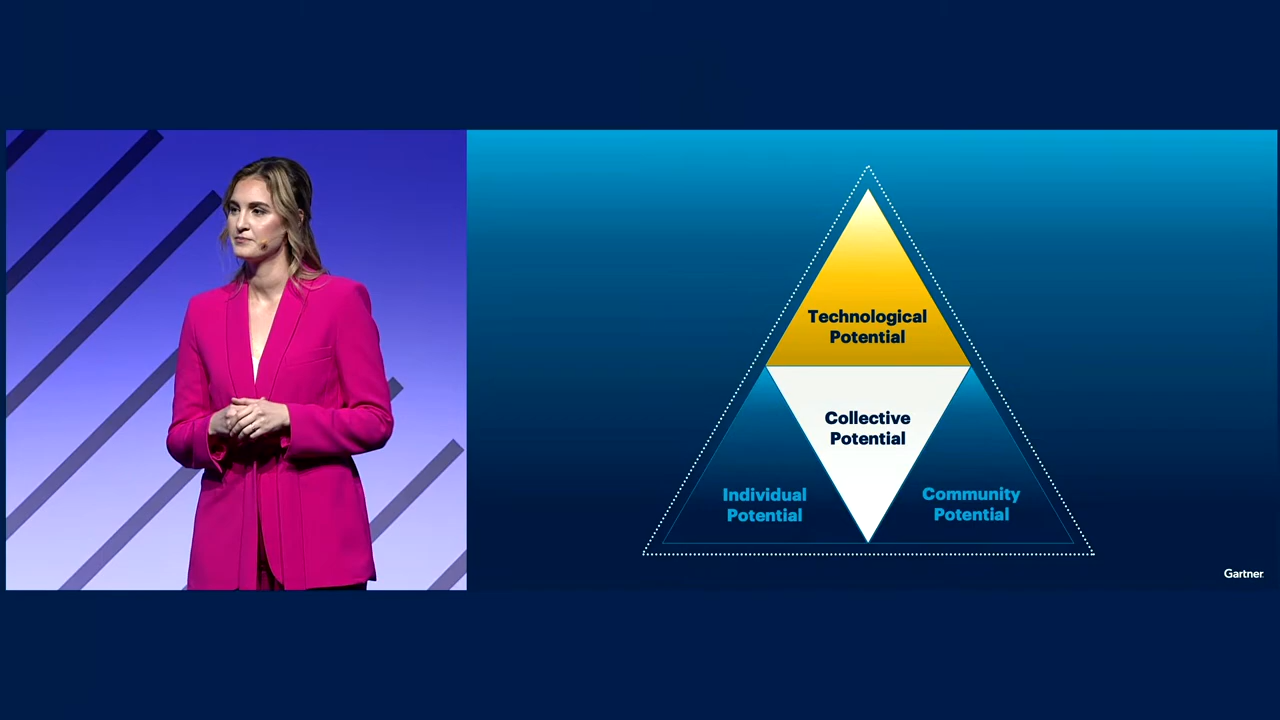 Technological
Potential
Collective
Potential
Individual
Potential
Community
Potential
Gartner